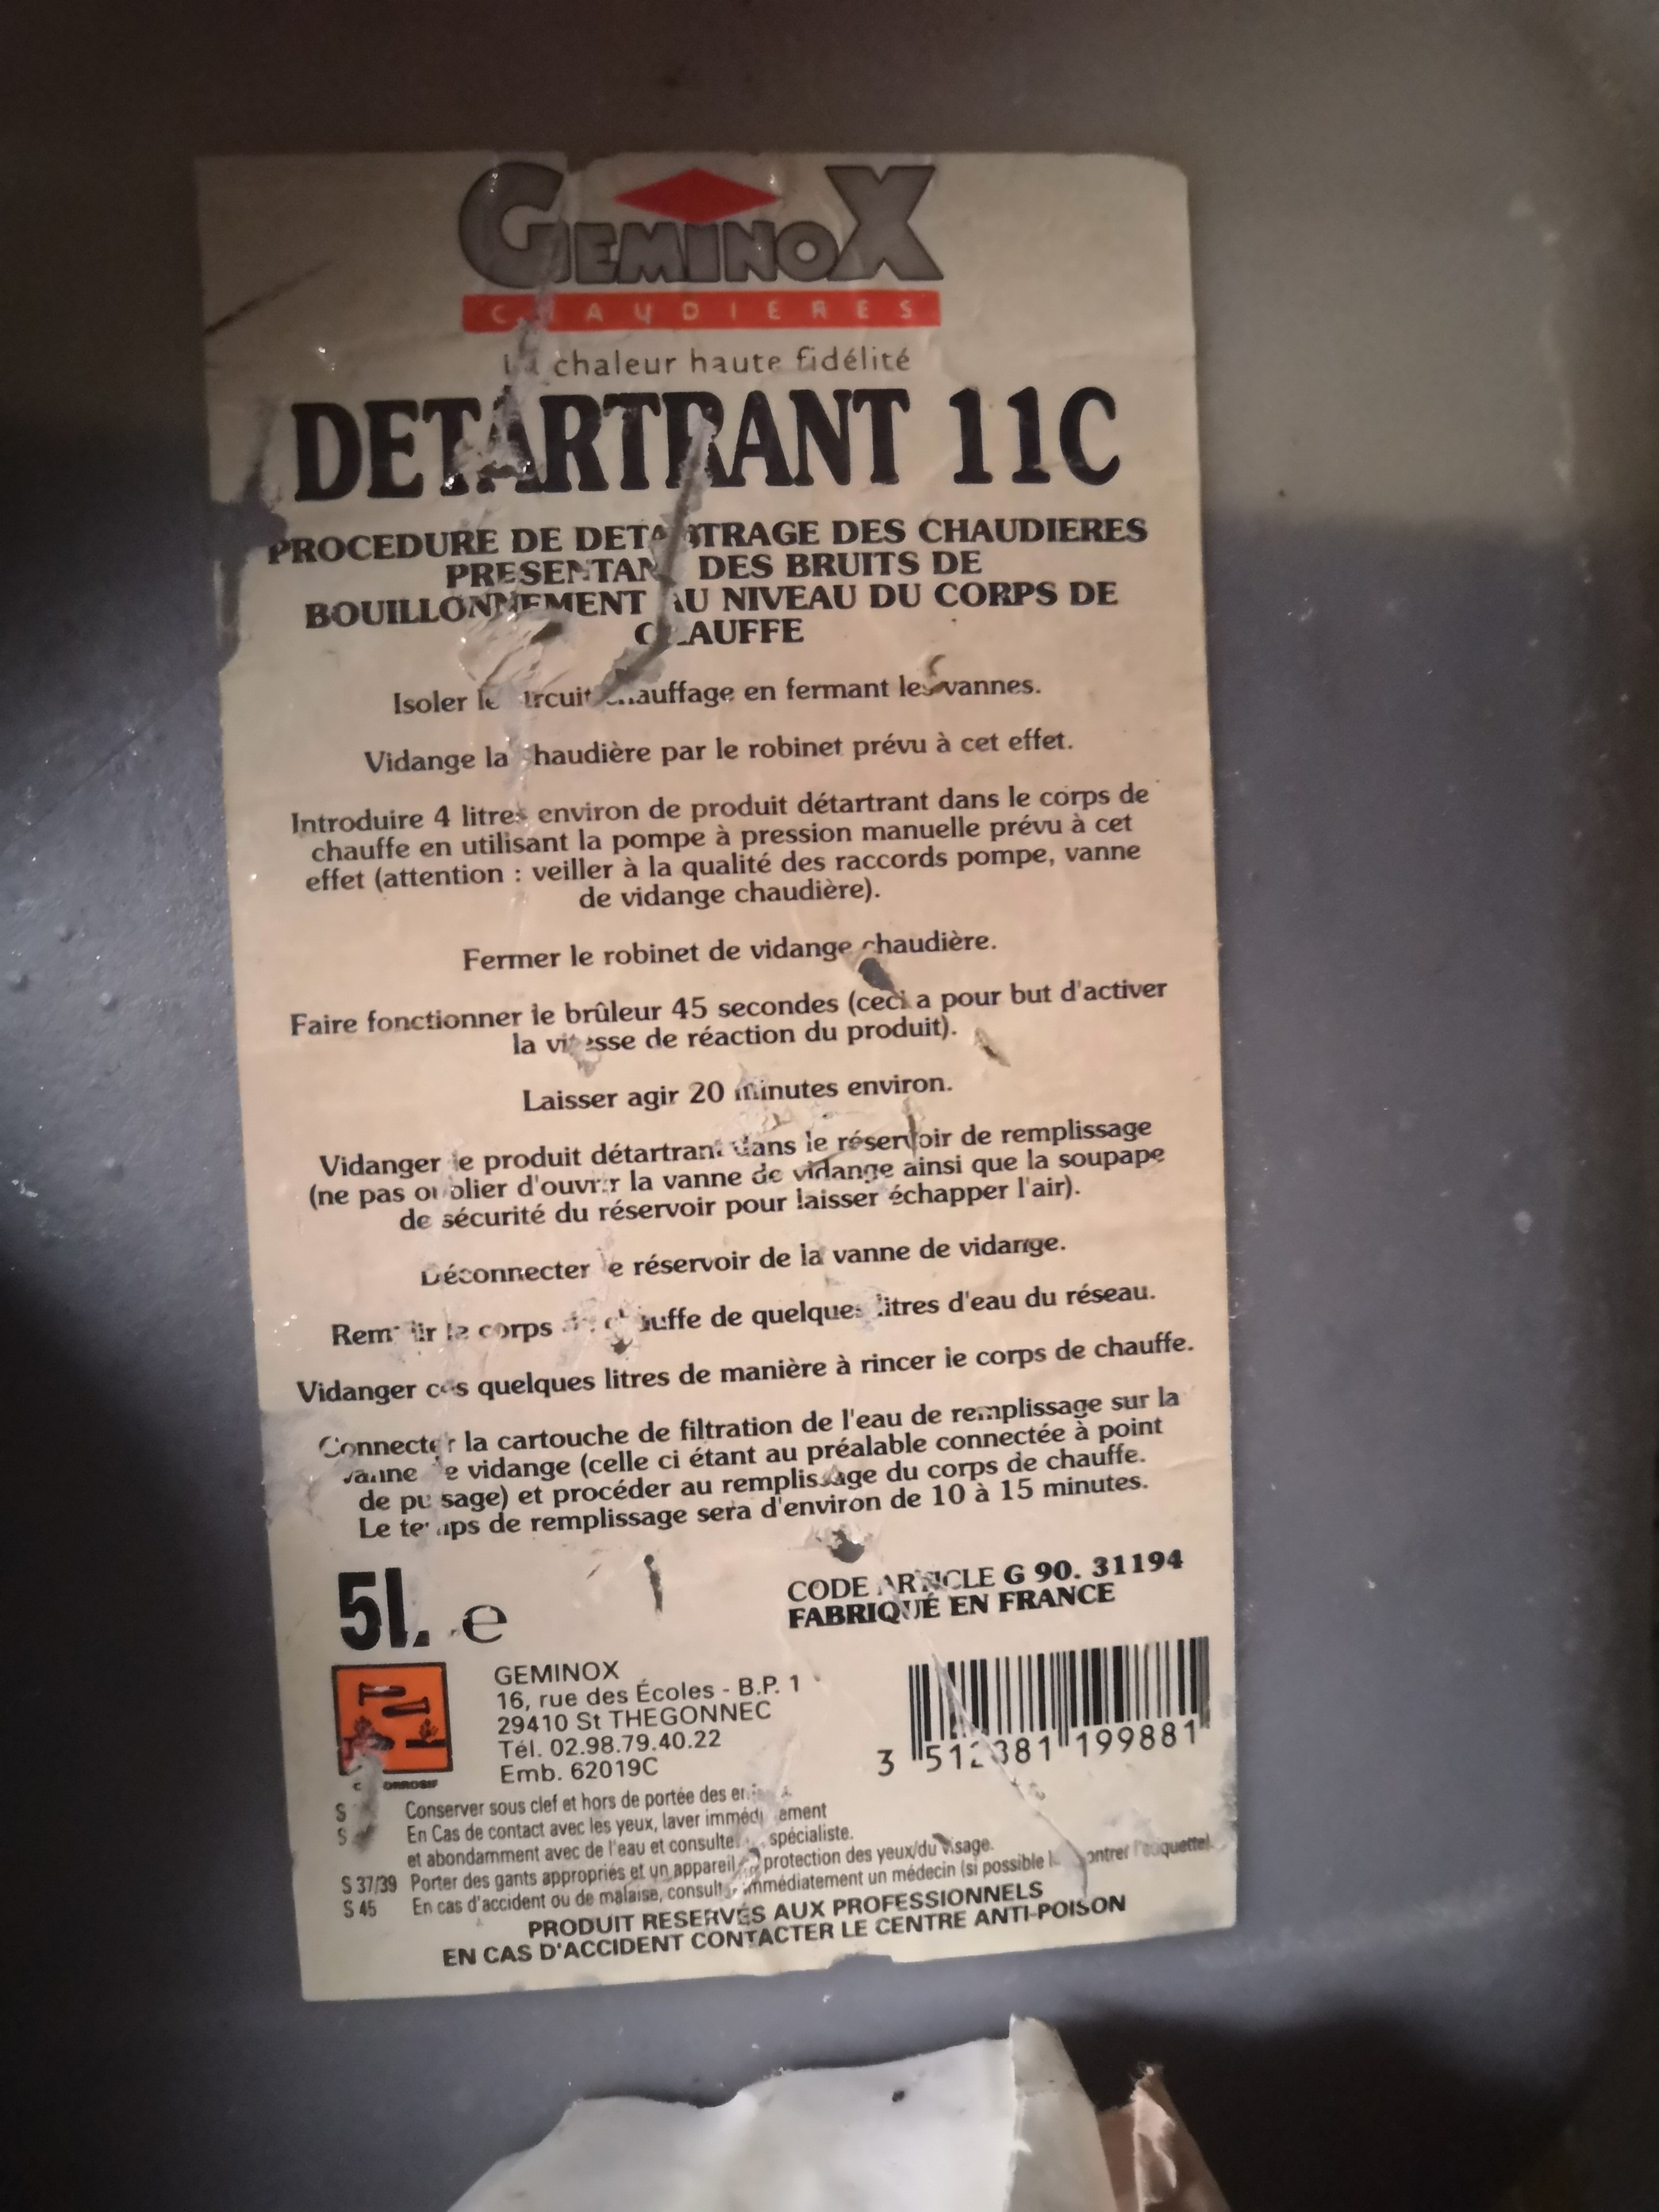 GEMINOX
CHAUDIERES
chaleur haute fidélité
DETARTRANT 11C
PROCEDURE DE DETARTRAGE DES CHAUDIERES
PRESENTANT DES BRUITS DE
BOUILLONNEMENT AU NIVEAU DU CORPS DE
CHAUFFE
Isoler le circuit chauffage en fermant les vannes.
Vidange la chaudière par le robinet prévu à cet effet.
Introduire 4 litres environ de produit détartrant dans le corps de
chauffe en utilisant la pompe à pression manuelle prévu à cet
effet (attention : veiller à la qualité des raccords pompe, vanne
de vidange chaudière).
Fermer le robinet de vidange chaudière.
Faire fonctionner le brûleur 45 secondes (ceci a pour but d'activer
la vitesse de réaction du produit).
Laisser agir 20 minutes environ.
Vidanger le produit détartrant dans le réservoir de remplissage
(ne pas oublier d'ouvrir la vanne de vidange ainsi que la soupape
de sécurité du réservoir pour laisser échapper l'air).
Déconnecter le réservoir de la vanne de vidange.
Remplir le corps de chauffe de quelques litres d'eau du réseau.
Vidanger ces quelques litres de manière à rincer le corps de chauffe.
Connecter la cartouche de filtration de l'eau de remplissage sur la
vanne de vidange (celle ci étant au préalable connectée à point
de puisage) et procéder au remplissage du corps de chauffe.
Le temps de remplissage sera d'environ de 10 à 15 minutes.
5l. e
CODE ARTICLE G 90. 31194
FABRIQUÉ EN FRANCE
GEMINOX
16, rue des Écoles - B.P. 1
29410 St THEGONNEC
Tél. 02.98.79.40.22
Emb. 62019C
3 199881
CORROSIF
S Conserver sous clef et hors de portée des enfants.
S En Cas de contact avec les yeux, laver immédiatement
et abondamment avec de l'eau et consulter spécialiste.
S 37/39 Porter des gants appropriés et un appareil de protection des yeux/du visage.
S 45 En cas d'accident ou de malaise, consulter immédiatement un médecin (si possible lui montrer l'étiquette).
PRODUIT RESERVÉS AUX PROFESSIONNELS
EN CAS D'ACCIDENT CONTACTER LE CENTRE ANTI-POISON